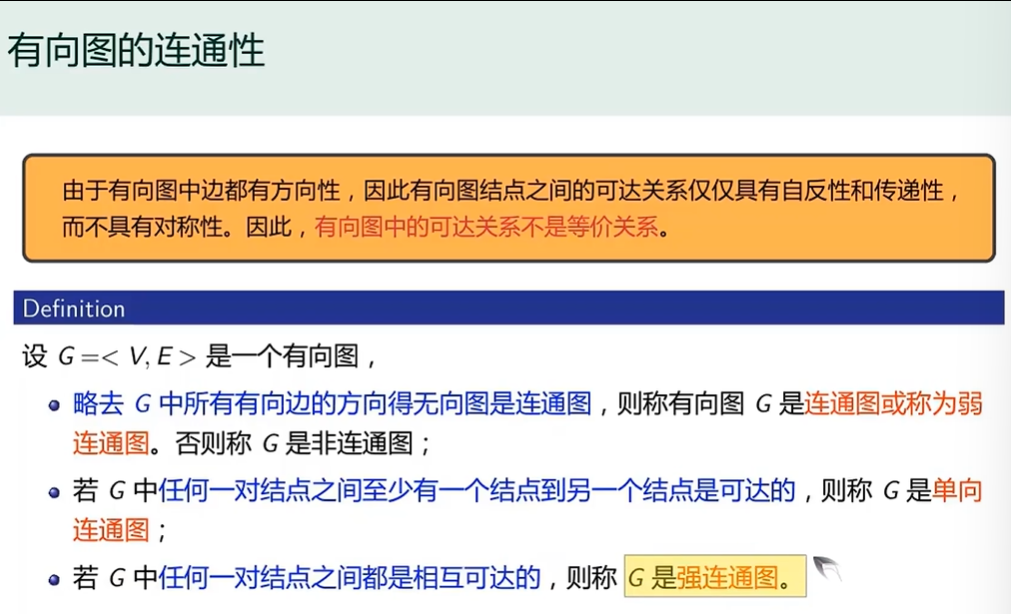 有向图的连通性
由于有向图中边都有方向性，因此有向图结点之间的可达关系仅仅具有自反性和传递性，
而不具有对称性。因此，有向图中的可达关系不是等价关系。
Definition
设 G =< V, E > 是一个有向图，
略去 G 中所有有向边的方向得无向图是连通图，则称有向图 G 是连通图或称为弱
连通图。否则称 G 是非连通图；
若 G 中任何一对结点之间至少有一个结点到另一个结点是可达的，则称 G 是单向
连通图；
若 G 中任何一对结点之间都是相互可达的，则称 G 是强连通图。